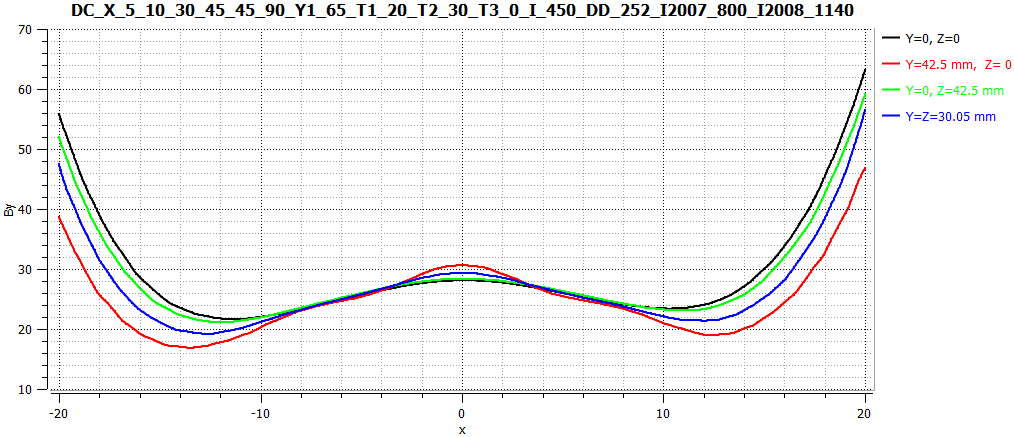 DC_X_5_10_30_45_45_90_Y1_65_T1_20_T2_30_T3_0_I_450_DD_252_I2007_800_I2008_1140
70
60
50
40
30
20
10
By
-20
-10
0
10
20
x
Y=0, Z=0
Y=42.5 mm, Z= 0
Y=0, Z=42.5 mm
Y=Z=30.05 mm